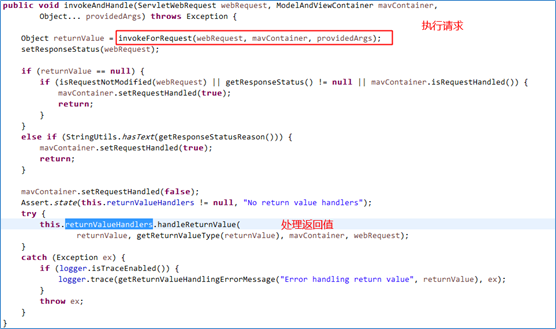 public void invokeAndHandle(ServletWebRequest webRequest, ModelAndViewContainer mavContainer,
Object... providedArgs) throws Exception {
执行请求
Object returnValue = invokeForRequest(webRequest, mavContainer, providedArgs);
setResponseStatus(webRequest);
if (returnValue == null) {
if (isRequestNotModified(webRequest) || getResponseStatus() != null || mavContainer.isRequestHandled()) {
mavContainer.setRequestHandled(true);
return;
}
}
else if (StringUtils.hasText(getResponseStatusReason())) {
mavContainer.setRequestHandled(true);
return;
}
mavContainer.setRequestHandled(false);
Assert.state(this.returnValueHandlers != null, "No return value handlers");
try {
this.returnValueHandlers.handleReturnValue( 处理返回值
returnValue, getReturnValueType(returnValue), mavContainer, webRequest);
}
catch (Exception ex) {
if (logger.isTraceEnabled()) {
logger.trace(getReturnValueHandlingErrorMessage("Error handling return value", returnValue), ex);
}
throw ex;
}
}